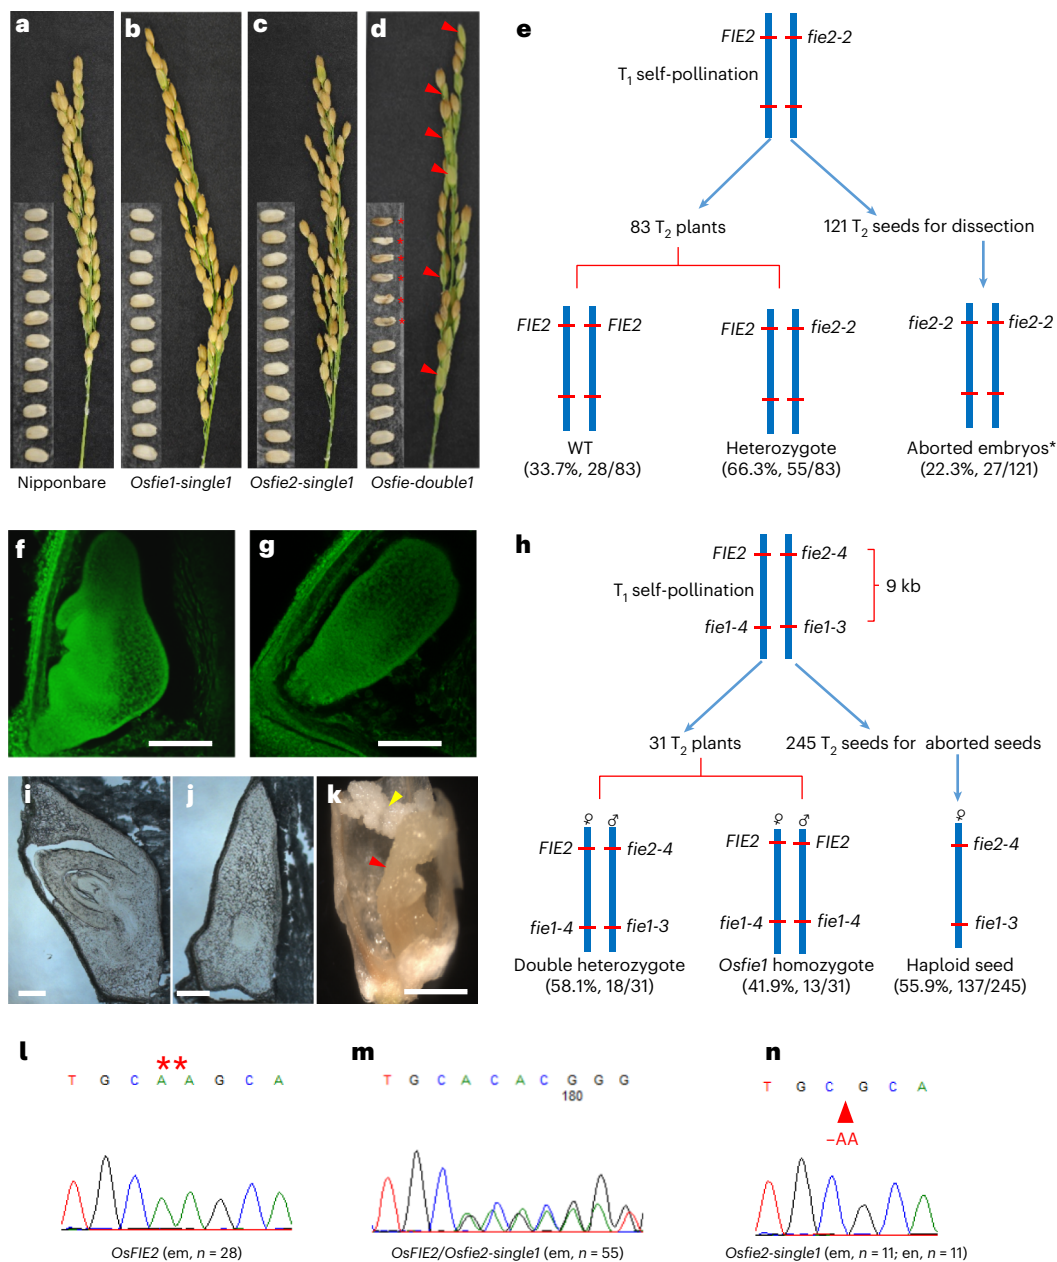 a
b
c
d
Nipponbare
Osfie1-single1
Osfie2-single1
Osfie-double1
e
FIE2
fie2-2
T1 self-pollination
83 T2 plants
121 T2 seeds for dissection
FIE2
FIE2
FIE2
fie2-2
fie2-2
fie2-2
WT
(33.7%, 28/83)
Heterozygote
(66.3%, 55/83)
Aborted embryos*
(22.3%, 27/121)
f
g
h
FIE2
fie2-4
T1 self-pollination
9 kb
fie1-4
fie1-3
31 T2 plants
245 T2 seeds for aborted seeds
♀ ♂
♀ ♂
♀
FIE2
fie2-4
FIE2
FIE2
fie2-4
fie1-4
fie1-3
fie1-4
fie1-4
fie1-3
Double heterozygote
(58.1%, 18/31)
Osfie1 homozygote
(41.9%, 13/31)
Haploid seed
(55.9%, 137/245)
i
j
k
l
**
T G C A A G C A
OsFIE2 (em, n = 28)
m
T G C A C A C G G G
180
OsFIE2/Osfie2-single1 (em, n = 55)
n
T G C G C A
–AA
Osfie2-single1 (em, n = 11; en, n = 11)